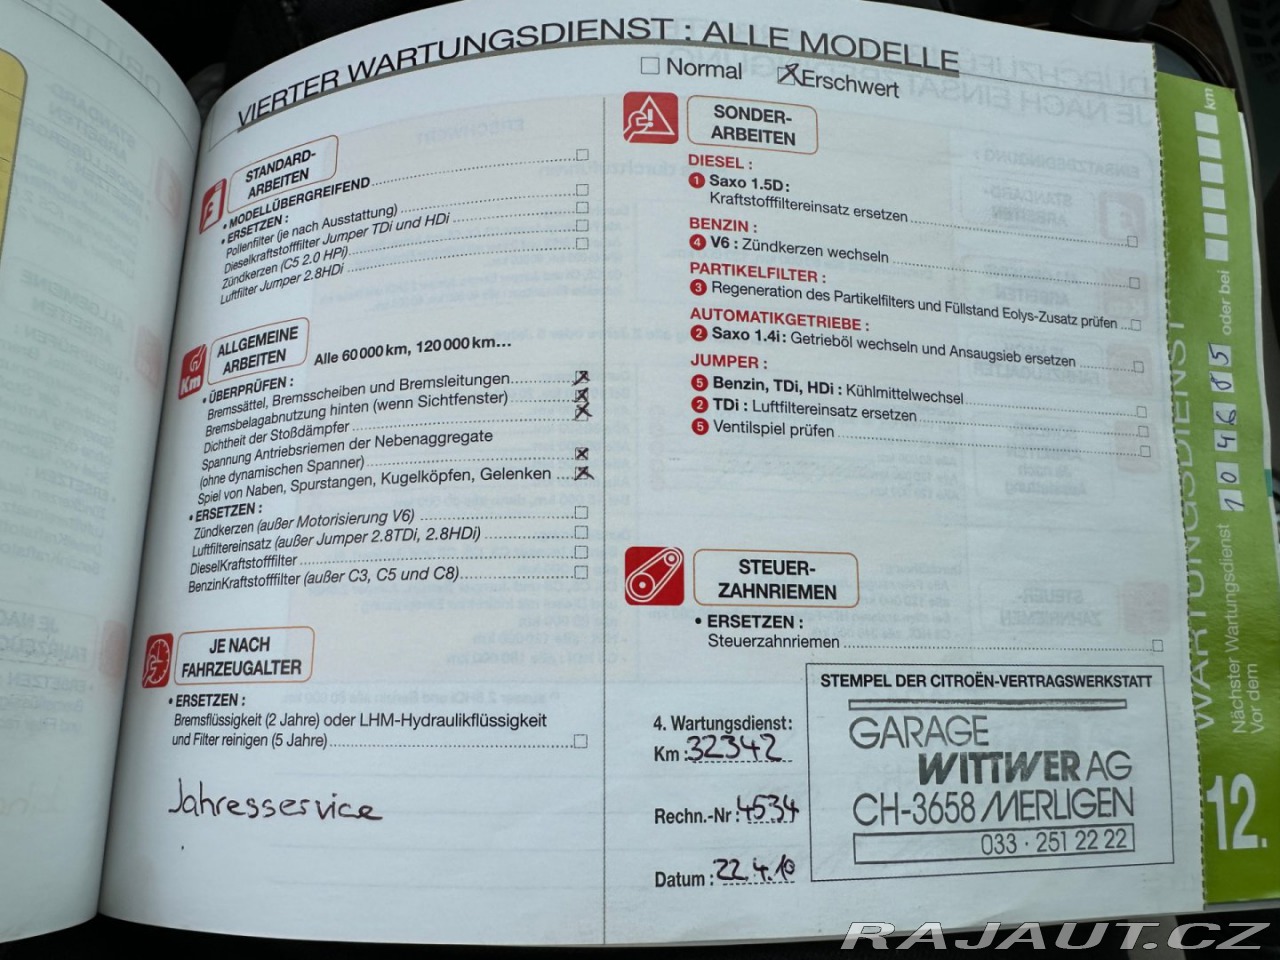 VIERTER WARTUNGSDIENST : ALLE MODELLE
Normal Erschwert
STANDARD-
ARBEITEN
• MODELLÜBERGREIFEND
• ERSETZEN :
Pollenfilter (je nach Ausstattung)
Dieselkraftstofffilter Jumper TDi und HDi
Zündkerzen (C5 2.0 HPi)
Luftfilter Jumper 2.8HDi
Km
ALLGEMEINE
ARBEITEN
Alle 60 000 km, 120 000 km...
• ÜBERPRÜFEN :
Bremssättel, Bremsscheiben und Bremsleitungen
Bremsbelagabnutzung hinten (wenn Sichtfenster)
Dichtheit der Stoßdämpfer
Spannung Antriebsriemen der Nebenaggregate
(ohne dynamischen Spanner)
Spiel von Naben, Spurstangen, Kugelköpfen, Gelenken
• ERSETZEN :
Zündkerzen (außer Motorisierung V6)
Luftfiltereinsatz (außer Jumper 2.8TDi, 2.8HDi)
DieselKraftstofffilter
BenzinKraftstofffilter (außer C3, C5 und C8)
JE NACH
FAHRZEUGALTER
• ERSETZEN :
Bremsflüssigkeit (2 Jahre) oder LHM-Hydraulikflüssigkeit
und Filter reinigen (5 Jahre)
Jahresservice
SONDER-
ARBEITEN
DIESEL :
1 Saxo 1.5D :
Kraftstofffiltereinsatz ersetzen
BENZIN :
4 V6 : Zündkerzen wechseln
PARTIKELFILTER :
3 Regeneration des Partikelfilters und Füllstand Eolys-Zusatz prüfen
AUTOMATIKGETRIEBE :
2 Saxo 1.4i : Getrieböl wechseln und Ansaugsieb ersetzen
JUMPER :
5 Benzin, TDi, HDi : Kühlmittelwechsel
2 TDi : Luftfiltereinsatz ersetzen
5 Ventilspiel prüfen
STEUER-
ZAHNRIEMEN
• ERSETZEN :
Steuerzahnriemen
4. Wartungsdienst:
Km : 32342
Rechn.-Nr : 4534
Datum : 22.4.10
STEMPEL DER CITROËN-VERTRAGSWERKSTATT
GARAGE
WITTWER AG
CH-3658 MERLIGEN
033 · 251 22 22
WARTUNGSDIENST
Nächster Wartungsdienst
Vor dem
oder bei
km
12.
RAJAUT.CZ